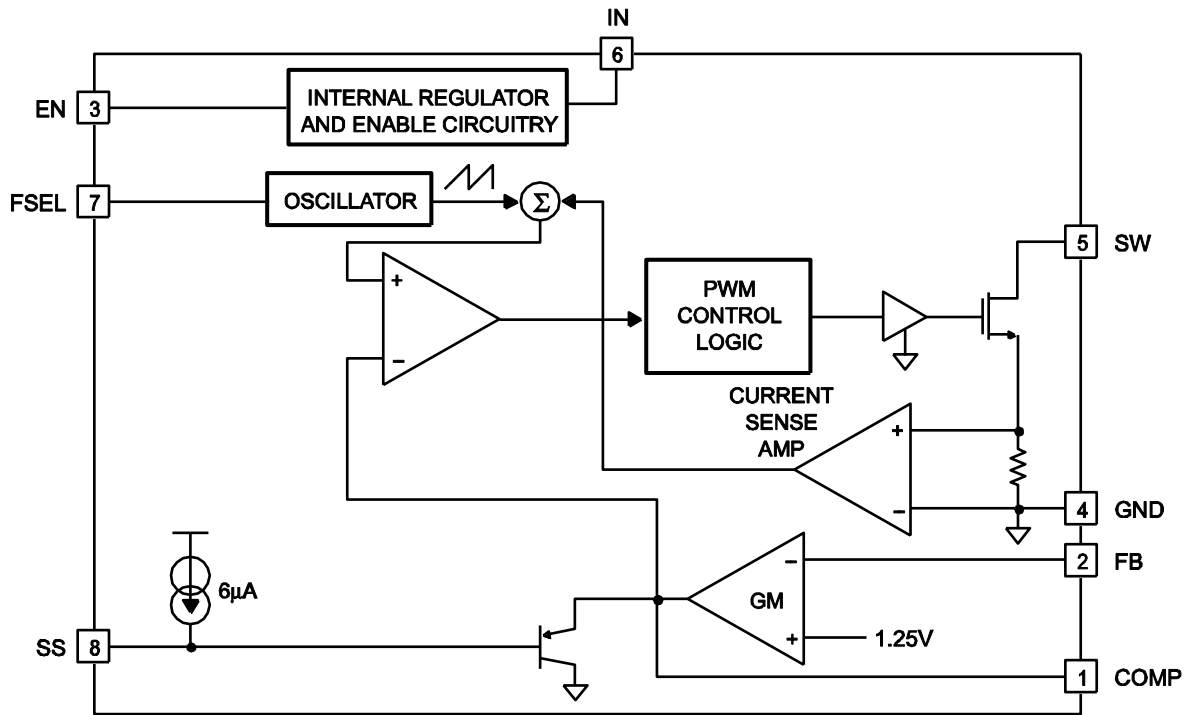 IN
6
EN
3
INTERNAL REGULATOR
AND ENABLE CIRCUITRY
FSEL
7
OSCILLATOR
Σ
5
SW
+
−
PWM
CONTROL
LOGIC
CURRENT
SENSE
AMP
+
−
4
GND
2
FB
6µA
−
GM
+
1.25V
SS
8
1
COMP